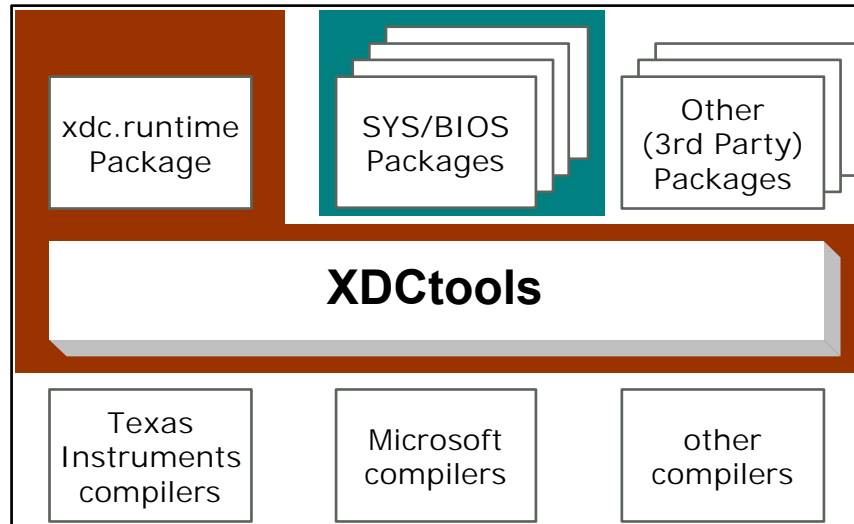 xdc.runtime
Package
SYS/BIOS
Packages
Other
(3rd Party)
Packages
XDCtools
Texas
Instruments
compilers
Microsoft
compilers
other
compilers